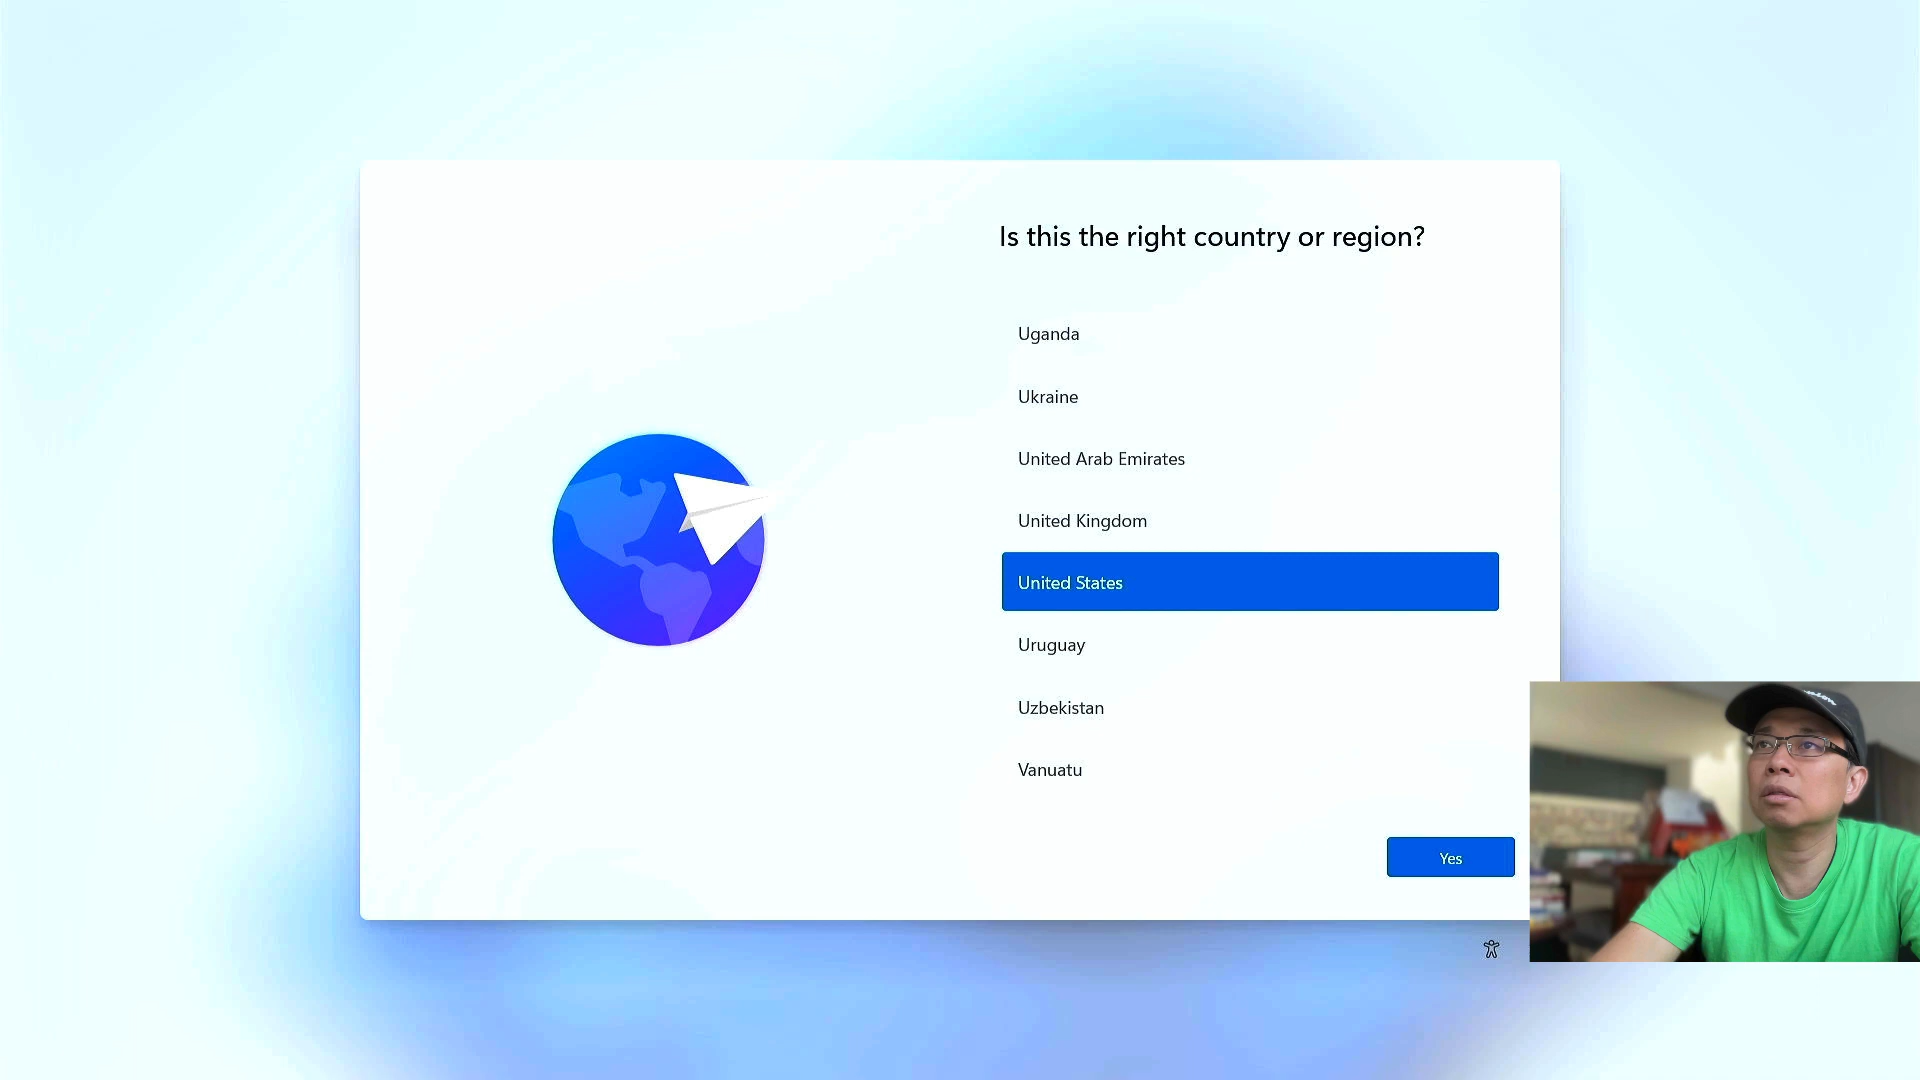 Is this the right country or region?
Uganda
Ukraine
United Arab Emirates
United Kingdom
United States
Uruguay
Uzbekistan
Vanuatu
Yes